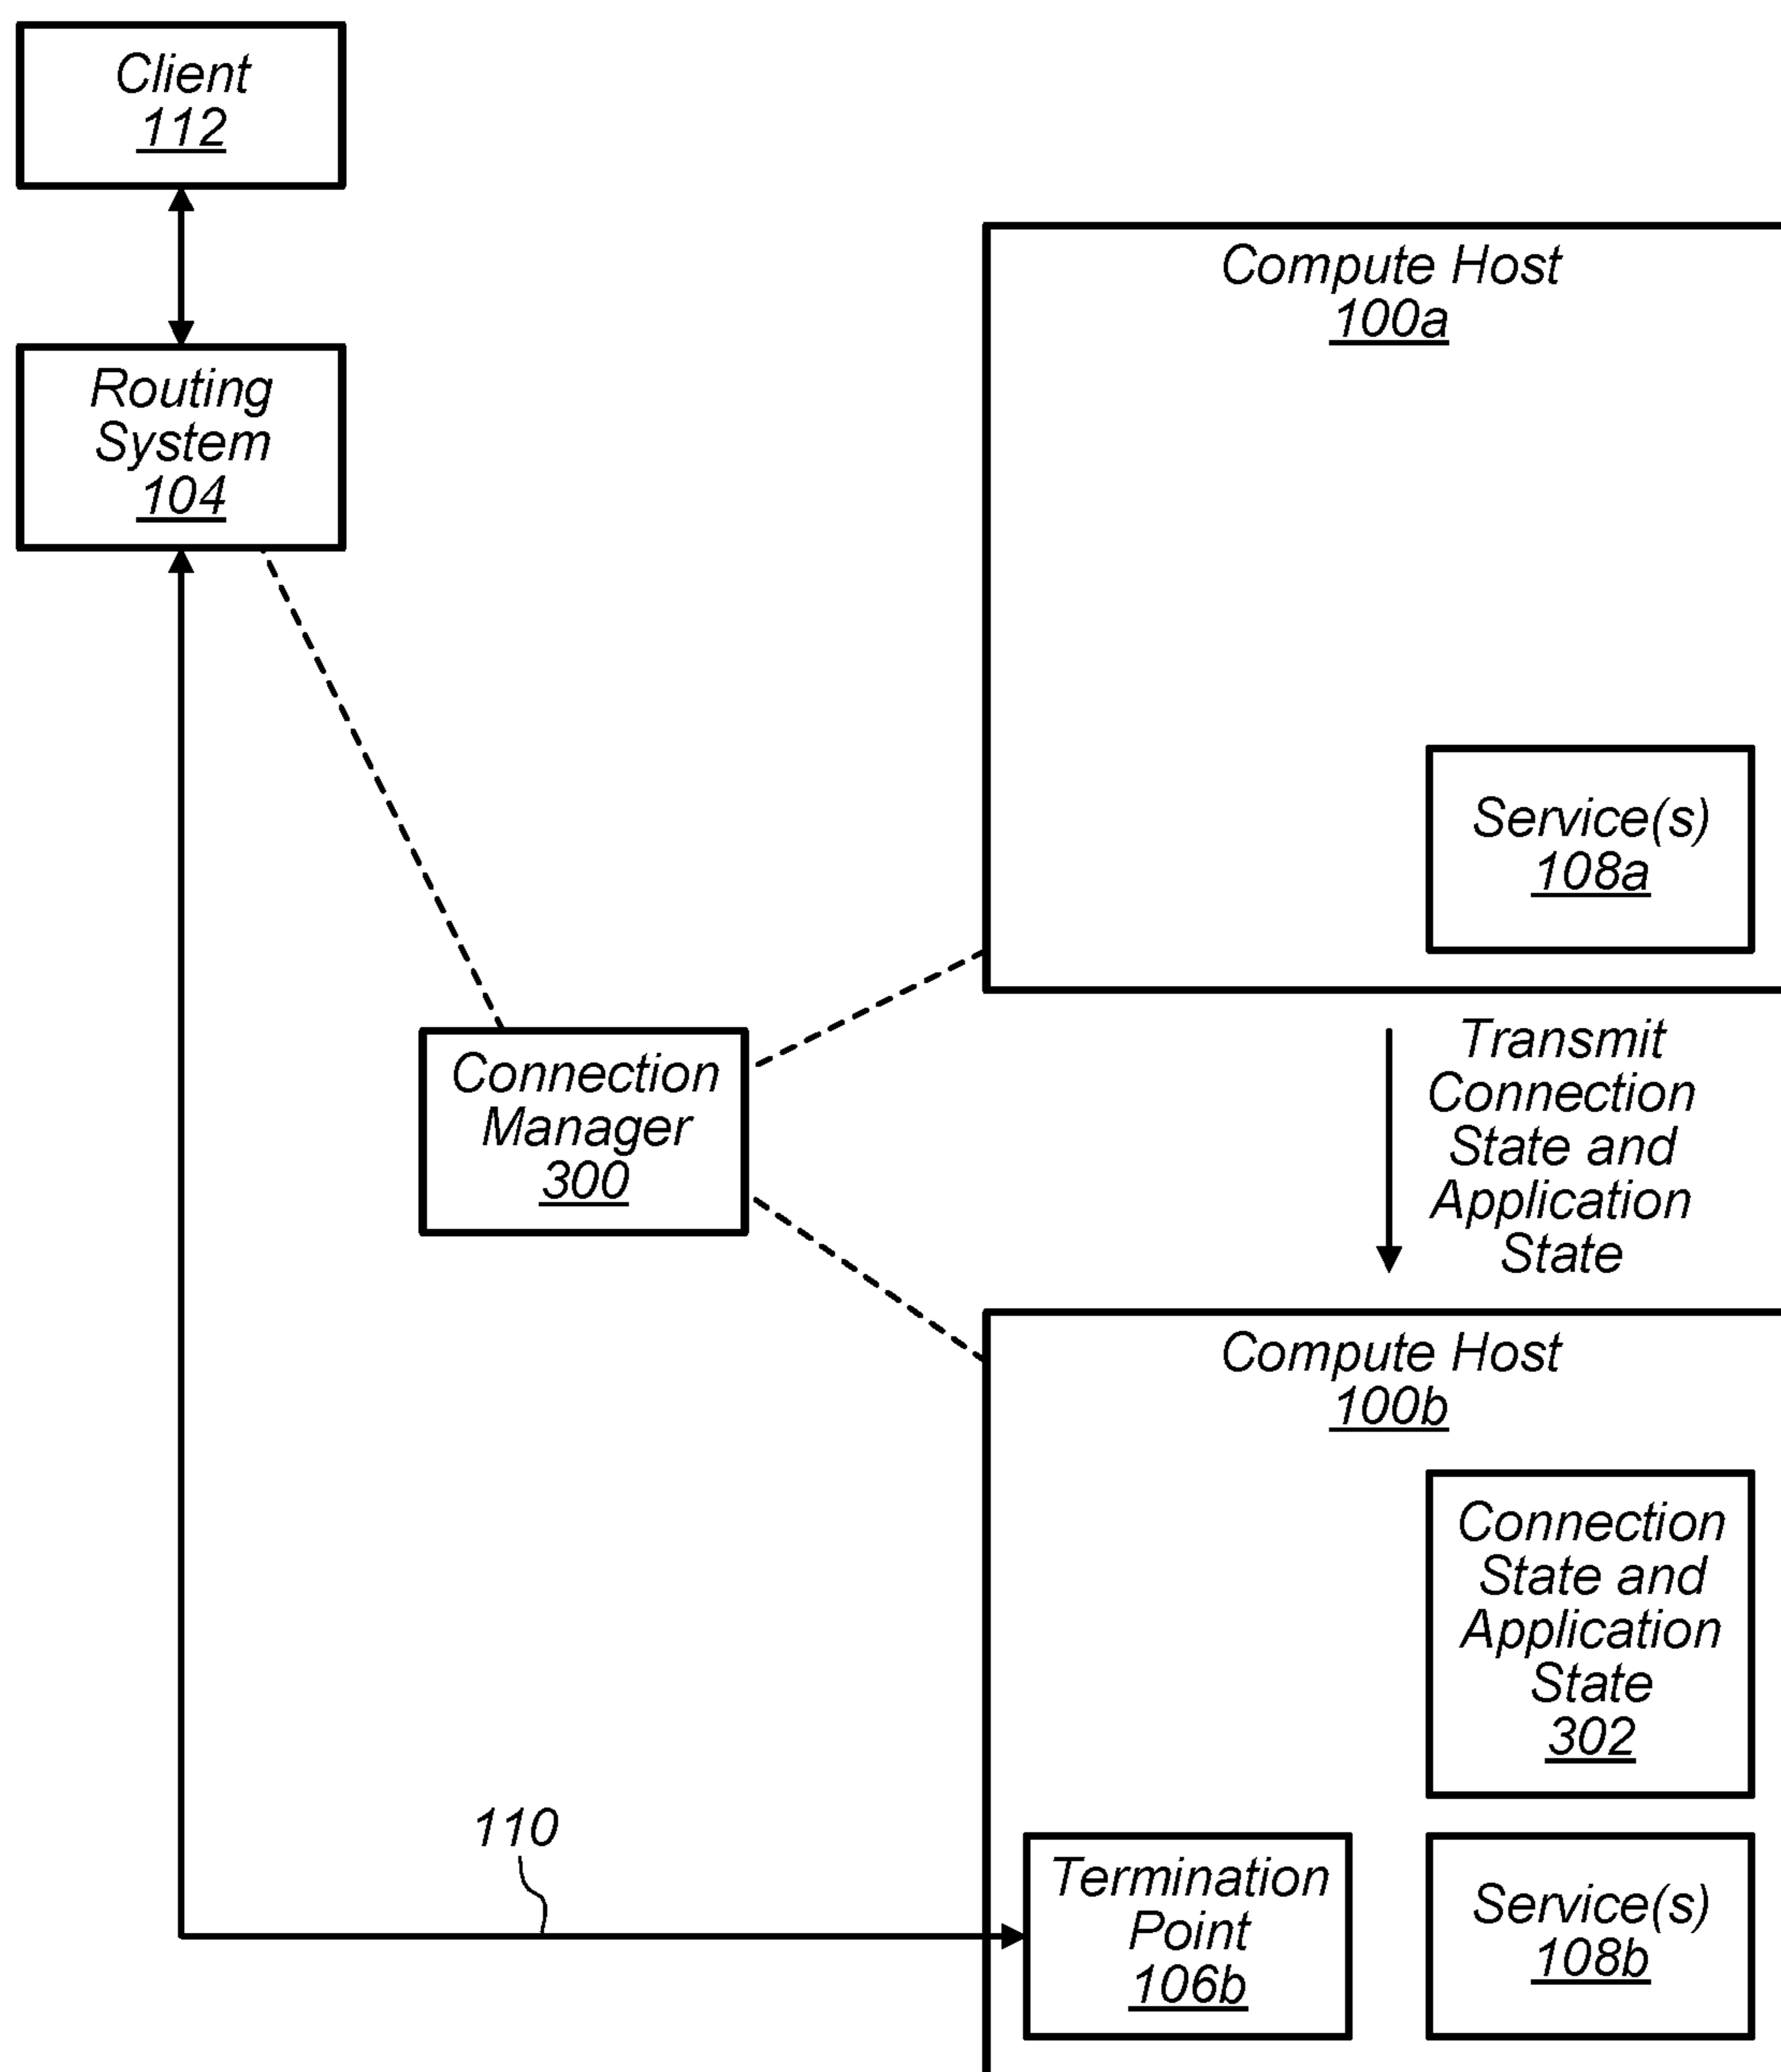 Client
112
Routing
System
104
Compute Host
100a
Service(s)
108a
Connection
Manager
300
Transmit
Connection
State and
Application
State
Compute Host
100b
Connection
State and
Application
State
302
110
Termination
Point
106b
Service(s)
108b